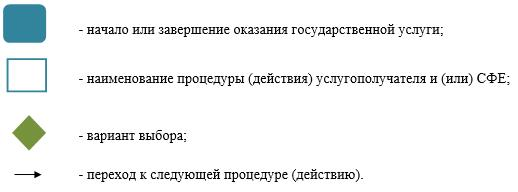 - начало или завершение оказания государственной услуги;
- наименование процедуры (действия) услугополучателя и (или) СФЕ;
- вариант выбора;
- переход к следующей процедуре (действию).